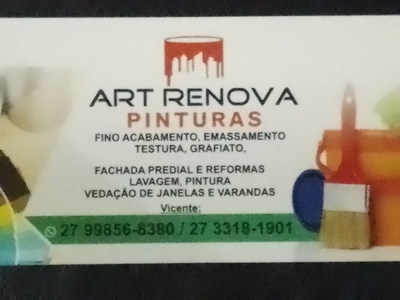 ART RENOVA
PINTURAS
FINO ACABAMENTO, EMASSAMENTO
TESTURA, GRAFIATO,
FACHADA PREDIAL E REFORMAS
LAVAGEM, PINTURA
VEDAÇÃO DE JANELAS E VARANDAS
Vicente:
27 99856-8380 / 27 3318-1901